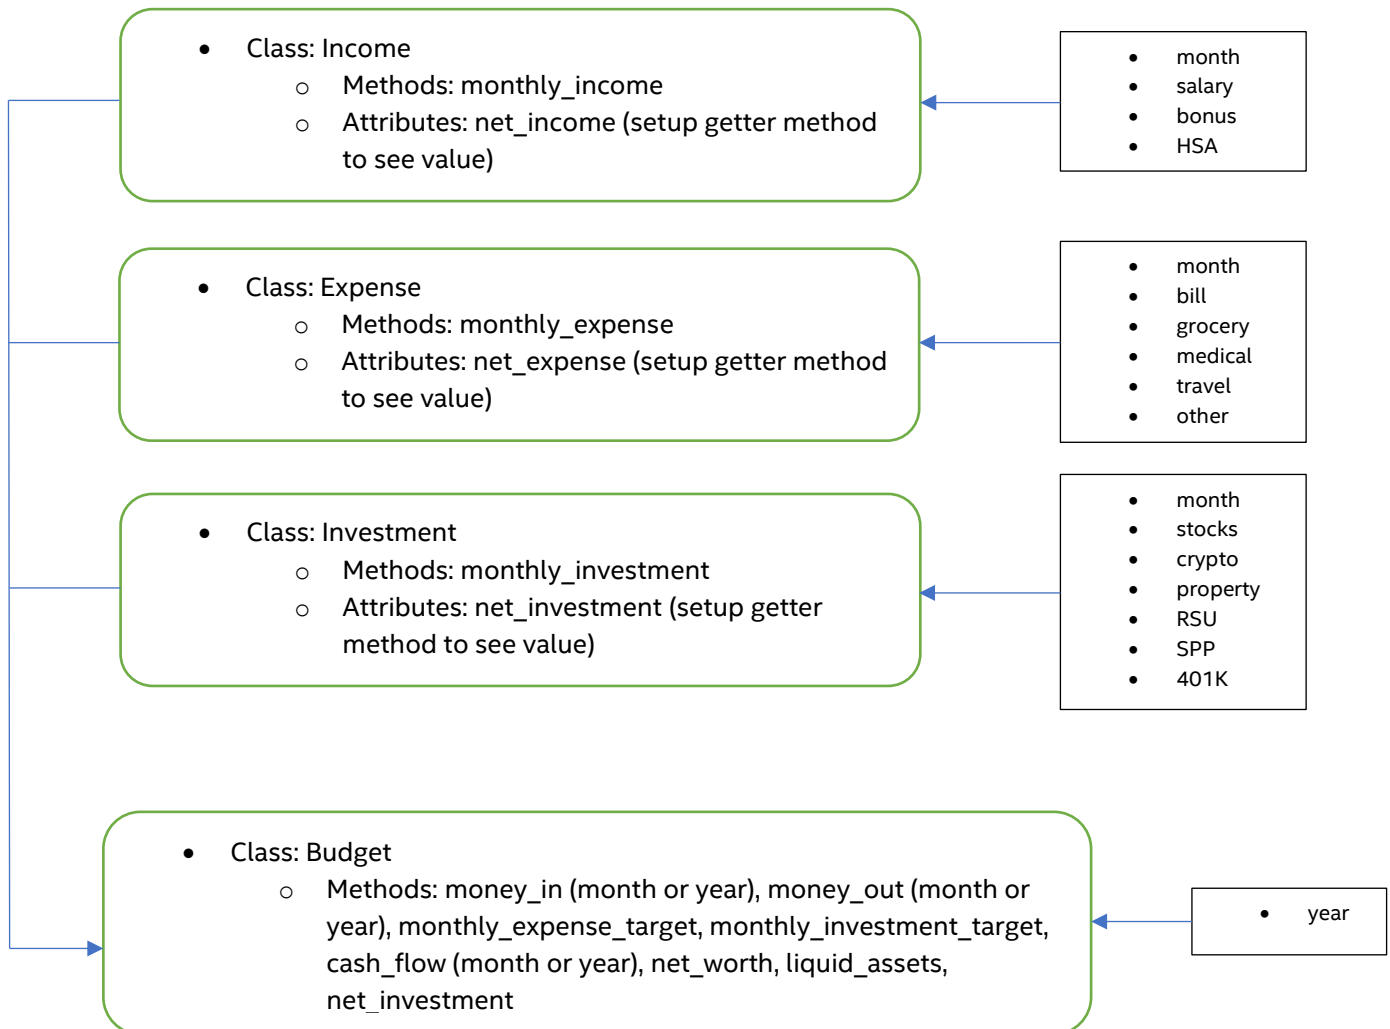 • Class: Income
o Methods: monthly_income
o Attributes: net_income (setup getter method
to see value)
• month
• salary
• bonus
• HSA
• Class: Expense
o Methods: monthly_expense
o Attributes: net_expense (setup getter method
to see value)
• month
• bill
• grocery
• medical
• travel
• other
• Class: Investment
o Methods: monthly_investment
o Attributes: net_investment (setup getter
method to see value)
• month
• stocks
• crypto
• property
• RSU
• SPP
• 401K
• Class: Budget
o Methods: money_in (month or year), money_out (month or
year), monthly_expense_target, monthly_investment_target,
cash_flow (month or year), net_worth, liquid_assets,
net_investment
• year